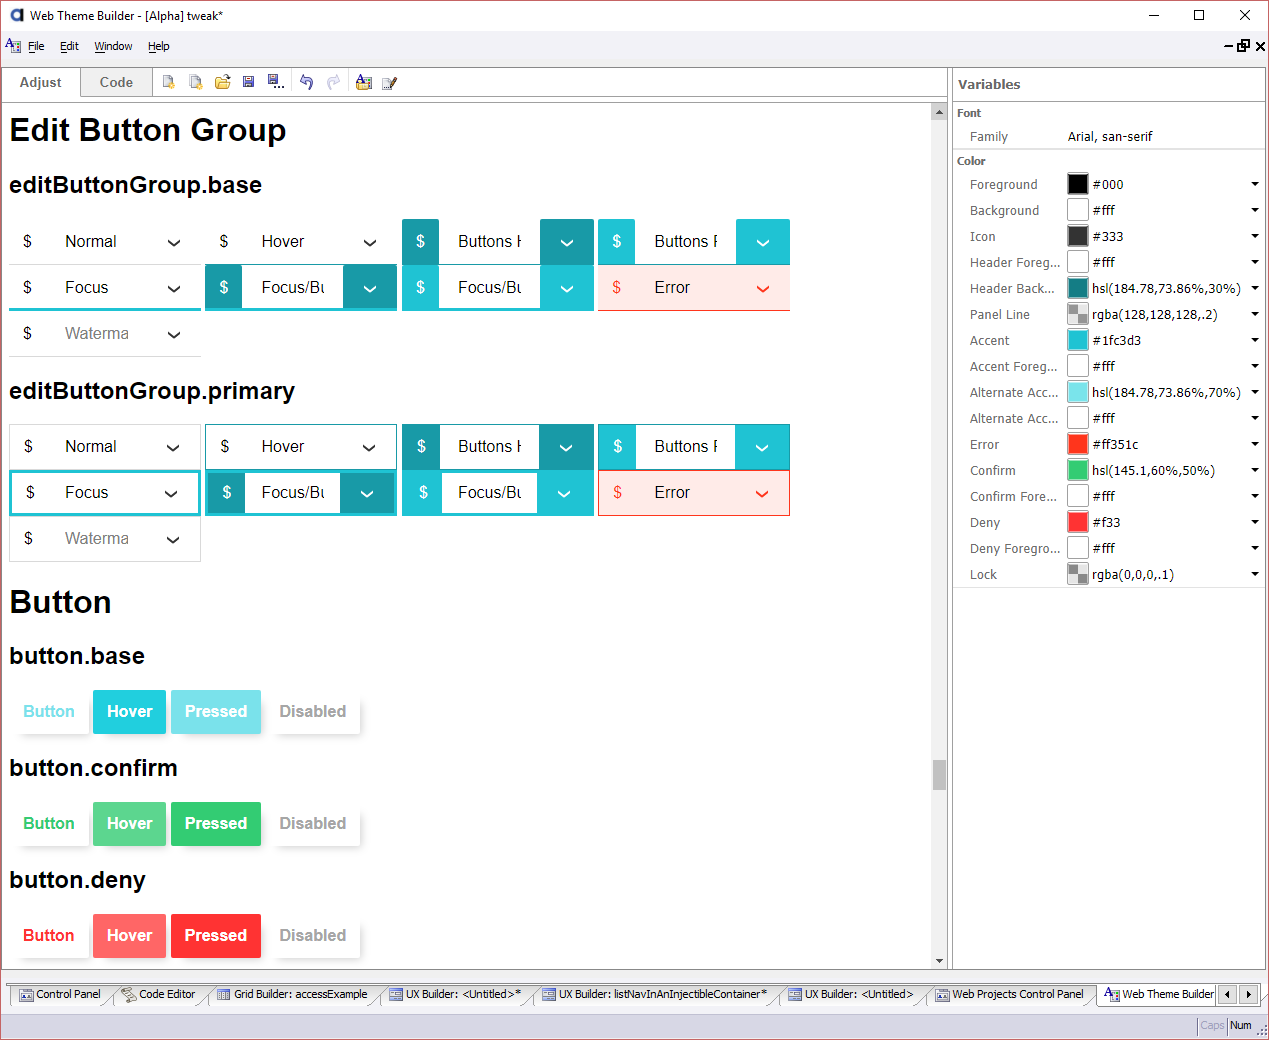 Web Theme Builder - [Alpha] tweak*
File Edit Window Help
Adjust Code
Variables
Edit Button Group
editButtonGroup.base
$ Normal $ Hover $ Buttons H $ Buttons P
$ Focus $ Focus/Bu $ Focus/Bu $ Error
$ Waterma
editButtonGroup.primary
$ Normal $ Hover $ Buttons H $ Buttons P
$ Focus $ Focus/Bu $ Focus/Bu $ Error
$ Waterma
Button
button.base
Button Hover Pressed Disabled
button.confirm
Button Hover Pressed Disabled
button.deny
Button Hover Pressed Disabled
Font
Family Arial, san-serif
Color
Foreground #000
Background #fff
Icon #333
Header Foreg... #fff
Header Back... hsl(184.78,73.86%,30%)
Panel Line rgba(128,128,128,.2)
Accent #1fc3d3
Accent Foreg... #fff
Alternate Acc... hsl(184.78,73.86%,70%)
Alternate Acc... #fff
Error #ff351c
Confirm hsl(145.1,60%,50%)
Confirm Fore... #fff
Deny #f33
Deny Foregro... #fff
Lock rgba(0,0,0,.1)
Control Panel Code Editor Grid Builder: accessExample UX Builder: <Untitled>* UX Builder: listNavInAnInjectibleContainer* UX Builder: <Untitled> Web Projects Control Panel Web Theme Builder
Caps Num